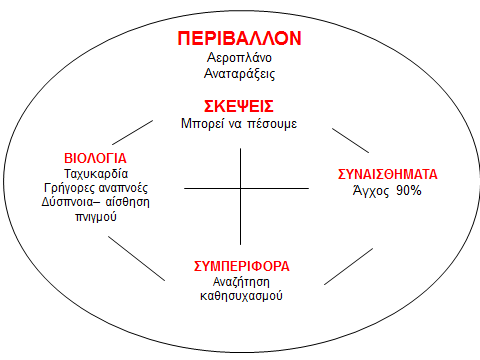 ΠΕΡΙΒΑΛΛΟΝ
Αεροπλάνο
Αναταράξεις
ΣΚΕΨΕΙΣ
Μπορεί να πέσουμε
ΒΙΟΛΟΓΙΑ
Ταχυκαρδία
Γρήγορες αναπνοές
Δύσπνοια– αίσθηση
πνιγμού
ΣΥΝΑΙΣΘΗΜΑΤΑ
Άγχος 90%
ΣΥΜΠΕΡΙΦΟΡΑ
Αναζήτηση
καθησυχασμού